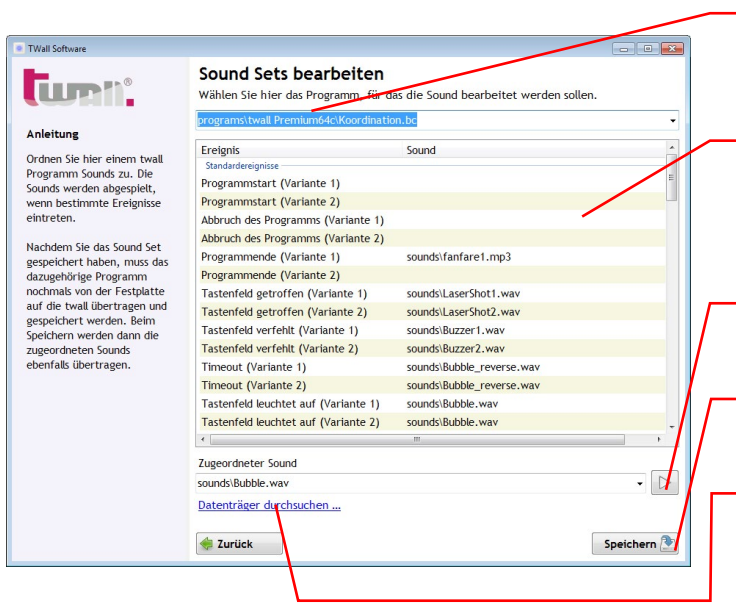 TWall Software
twall®
Anleitung
Ordnen Sie hier einem twall
Programm Sounds zu. Die
Sounds werden abgespielt,
wenn bestimmte Ereignisse
eintreten.
Nachdem Sie das Sound Set
gespeichert haben, muss das
dazugehörige Programm
nochmals von der Festplatte
auf die twall übertragen und
gespeichert werden. Beim
Speichern werden dann die
zugeordneten Sounds
ebenfalls übertragen.
Sound Sets bearbeiten
Wählen Sie hier das Programm, für das die Sound bearbeitet werden sollen.
programs\twall Premium64c\Koordination.bc
Ereignis Sound
Standardereignisse
Programmstart (Variante 1)
Programmstart (Variante 2)
Abbruch des Programms (Variante 1)
Abbruch des Programms (Variante 2)
Programmende (Variante 1) sounds\fanfare1.mp3
Programmende (Variante 2)
Tastenfeld getroffen (Variante 1) sounds\LaserShot1.wav
Tastenfeld getroffen (Variante 2) sounds\LaserShot2.wav
Tastenfeld verfehlt (Variante 1) sounds\Buzzer1.wav
Tastenfeld verfehlt (Variante 2) sounds\Buzzer2.wav
Timeout (Variante 1) sounds\Bubble_reverse.wav
Timeout (Variante 2) sounds\Bubble_reverse.wav
Tastenfeld leuchtet auf (Variante 1) sounds\Bubble.wav
Tastenfeld leuchtet auf (Variante 2) sounds\Bubble.wav
Zugeordneter Sound
sounds\Bubble.wav
Datenträger durchsuchen ...
Zurück
Speichern